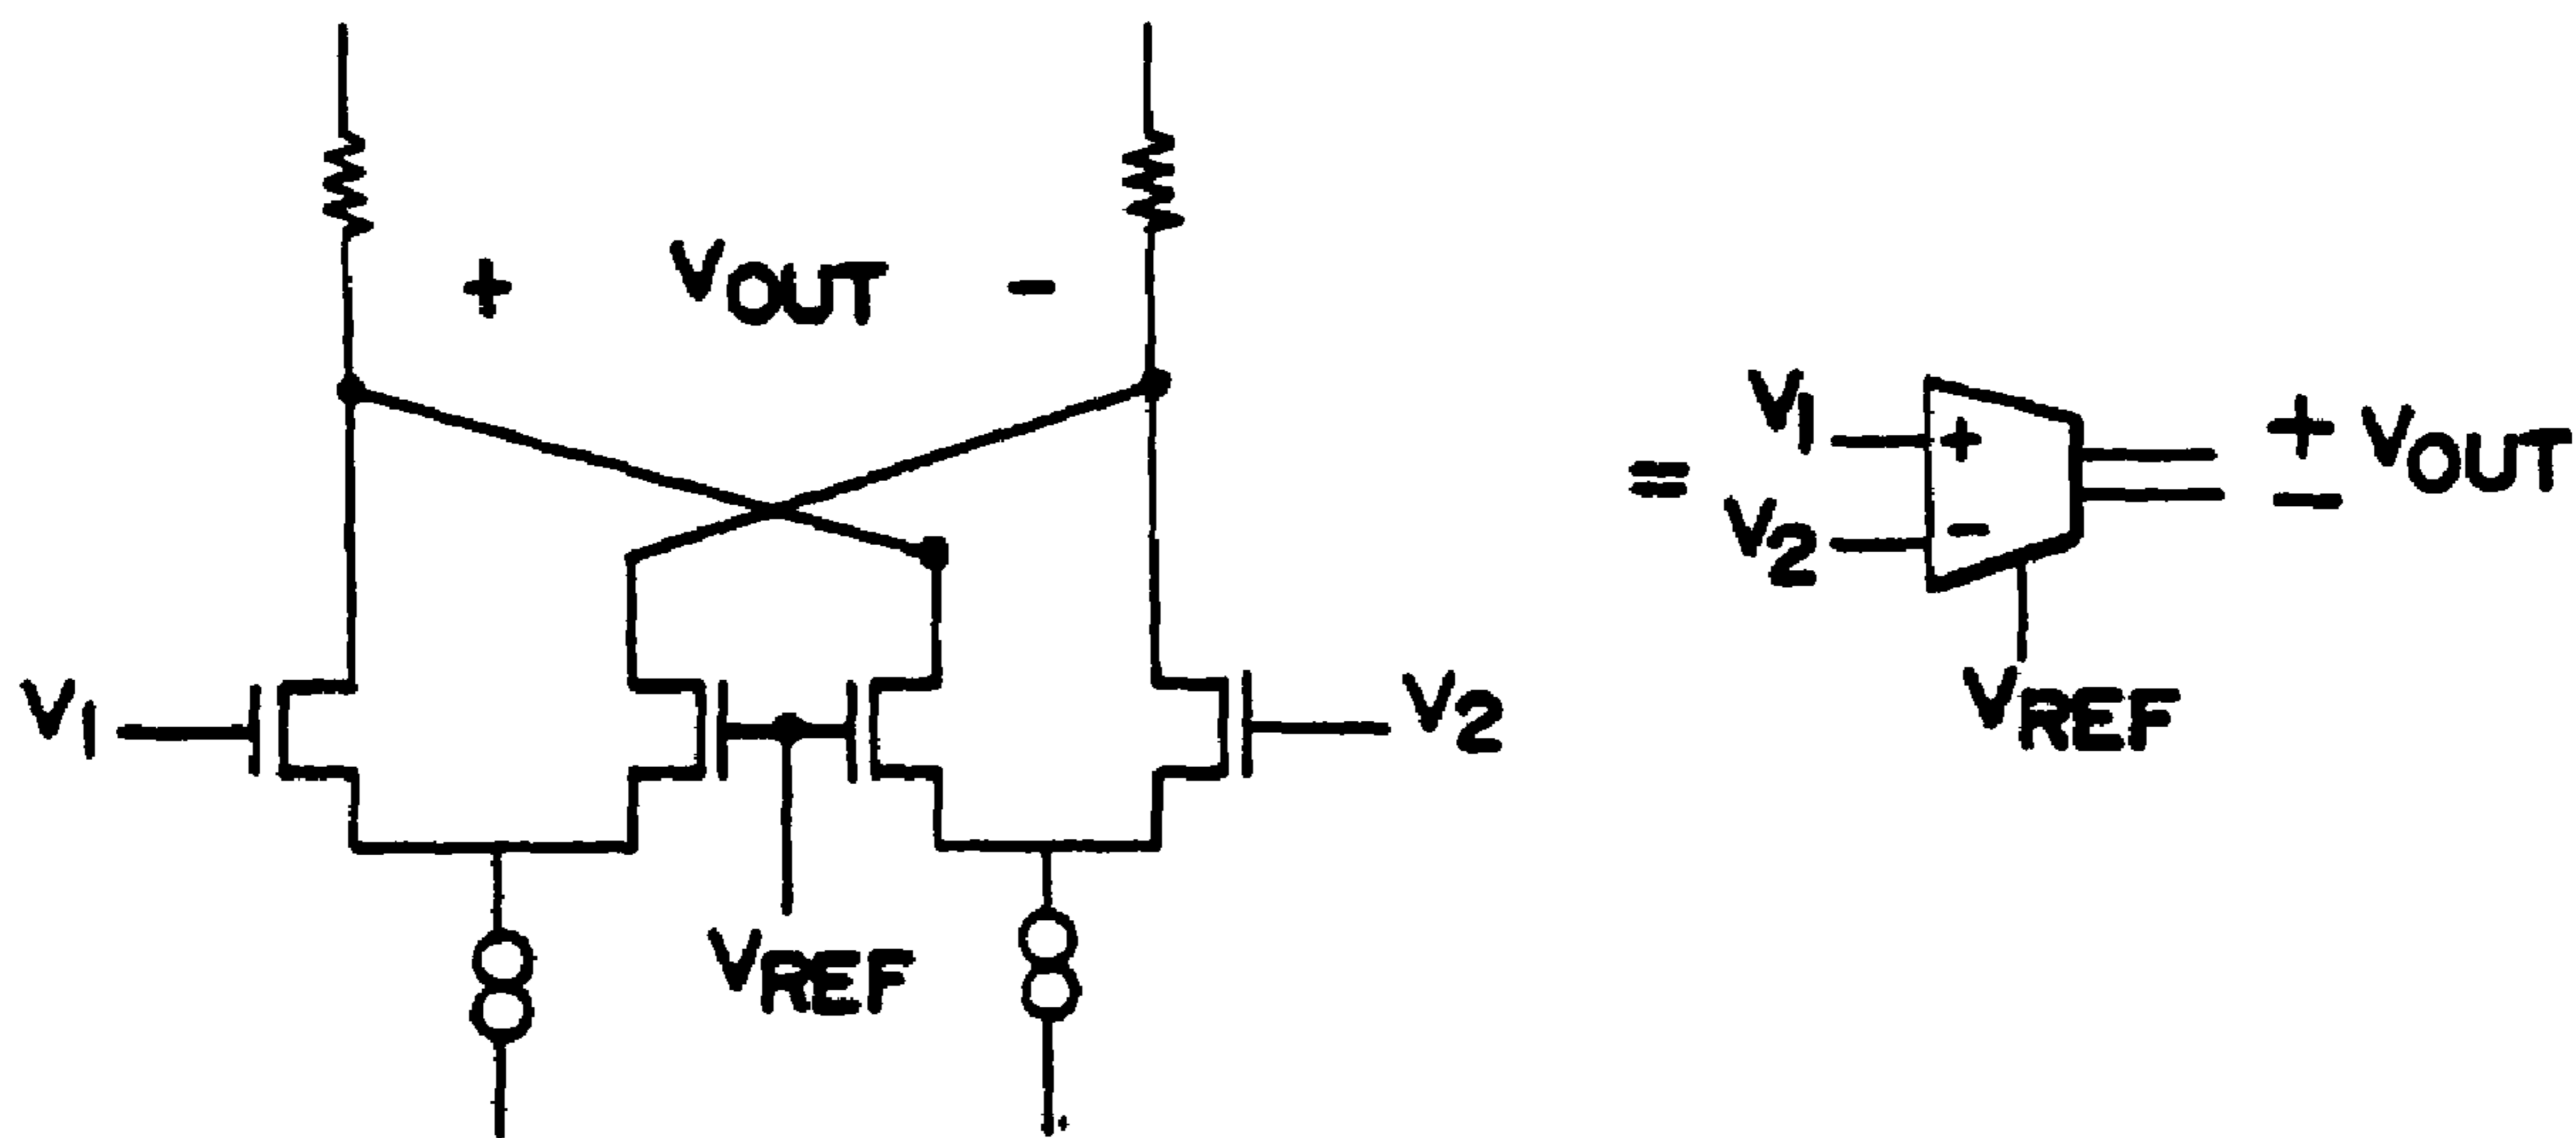 + VOUT -
V1
V2
VREF
=
V1
+
V2
-
+ VOUT
-
VREF